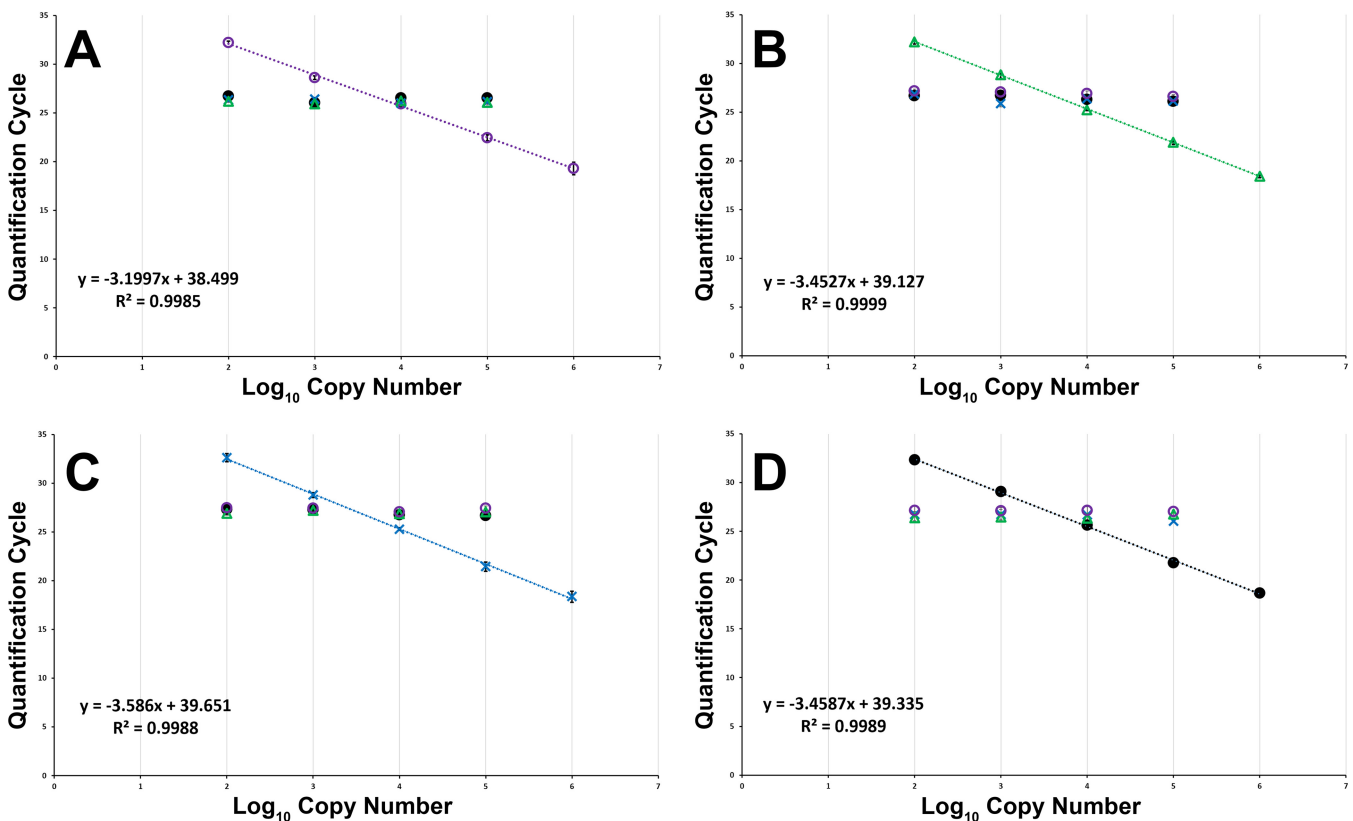 A
Quantification Cycle
35
30
25
20
15
10
5
0
y = -3.1997x + 38.499
R² = 0.9985
0 1 2 3 4 5 6 7
Log₁₀ Copy Number
B
Quantification Cycle
35
30
25
20
15
10
5
0
y = -3.4527x + 39.127
R² = 0.9999
0 1 2 3 4 5 6 7
Log₁₀ Copy Number
C
Quantification Cycle
35
30
25
20
15
10
5
0
y = -3.586x + 39.651
R² = 0.9988
0 1 2 3 4 5 6 7
Log₁₀ Copy Number
D
Quantification Cycle
35
30
25
20
15
10
5
0
y = -3.4587x + 39.335
R² = 0.9989
0 1 2 3 4 5 6 7
Log₁₀ Copy Number